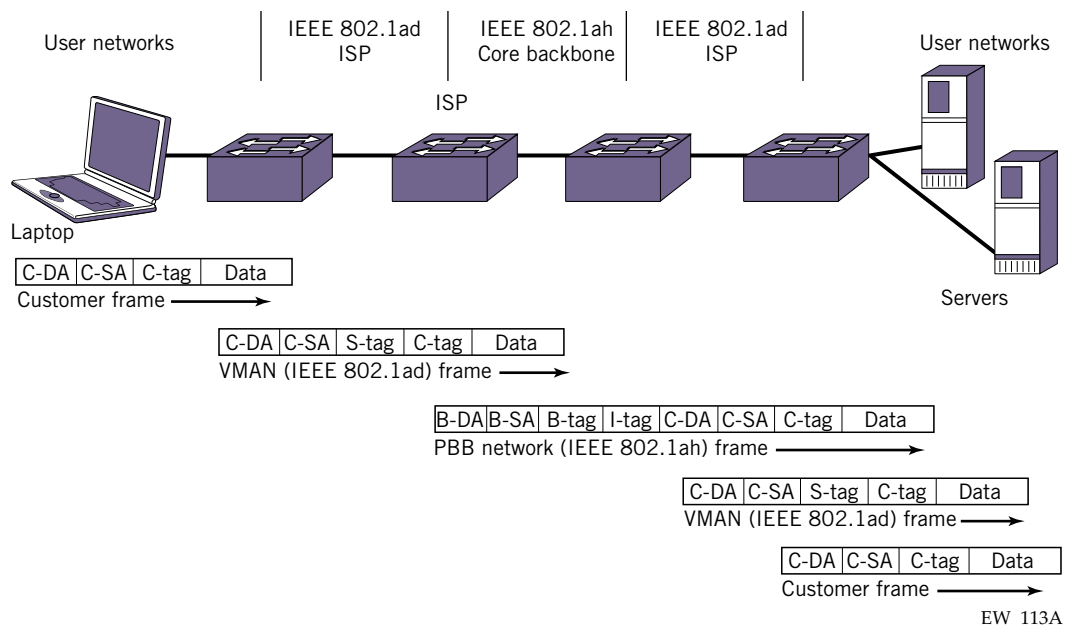 User networks
IEEE 802.1ad
ISP
IEEE 802.1ah
Core backbone
IEEE 802.1ad
ISP
User networks
ISP
Laptop
Servers
C-DA C-SA C-tag Data
Customer frame
C-DA C-SA S-tag C-tag Data
VMAN (IEEE 802.1ad) frame
B-DA B-SA B-tag I-tag C-DA C-SA C-tag Data
PBB network (IEEE 802.1ah) frame
C-DA C-SA S-tag C-tag Data
VMAN (IEEE 802.1ad) frame
C-DA C-SA C-tag Data
Customer frame
EW 113A